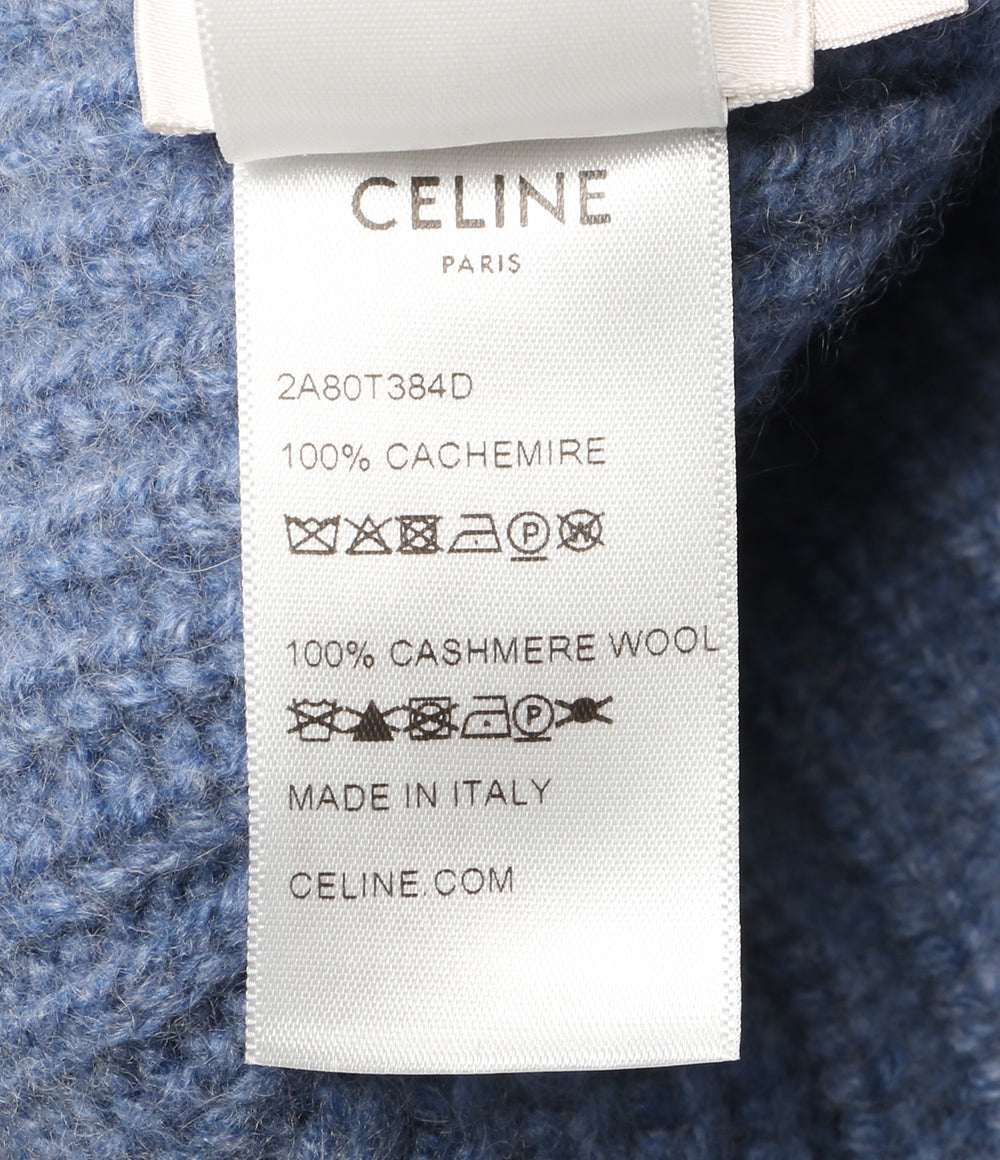 CELINE
PARIS
2A80T384D
100% CACHEMIRE
P W
100% CASHMERE WOOL
P
MADE IN ITALY
CELINE.COM